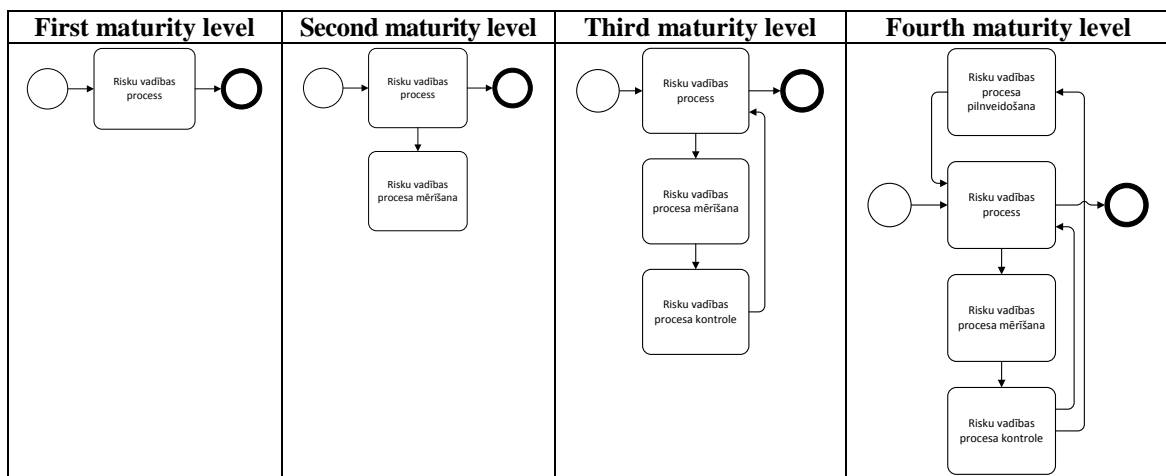 First maturity level
Second maturity level
Third maturity level
Fourth maturity level
Risku vadības
process
Risku vadības
process
Risku vadības
procesa mērīšana
Risku vadības
process
Risku vadības
procesa mērīšana
Risku vadības
procesa kontrole
Risku vadības
procesa
pilnveidošana
Risku vadības
process
Risku vadības
procesa mērīšana
Risku vadības
procesa kontrole